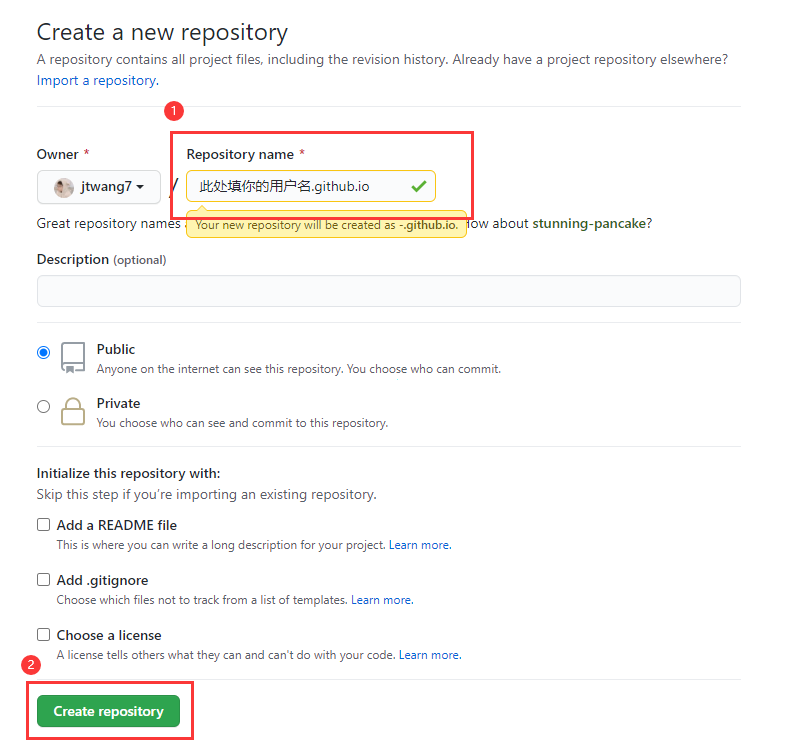 Create a new repository
A repository contains all project files, including the revision history. Already have a project repository elsewhere?
Import a repository.
1
Owner *
Repository name *
jtwang7 /
此处填你的用户名.github.io
Great repository names
Your new repository will be created as -.github.io.
How about stunning-pancake?
Description (optional)
Public
Anyone on the internet can see this repository. You choose who can commit.
Private
You choose who can see and commit to this repository.
Initialize this repository with:
Skip this step if you're importing an existing repository.
Add a README file
This is where you can write a long description for your project. Learn more.
Add .gitignore
Choose which files not to track from a list of templates. Learn more.
Choose a license
A license tells others what they can and can't do with your code. Learn more.
2
Create repository